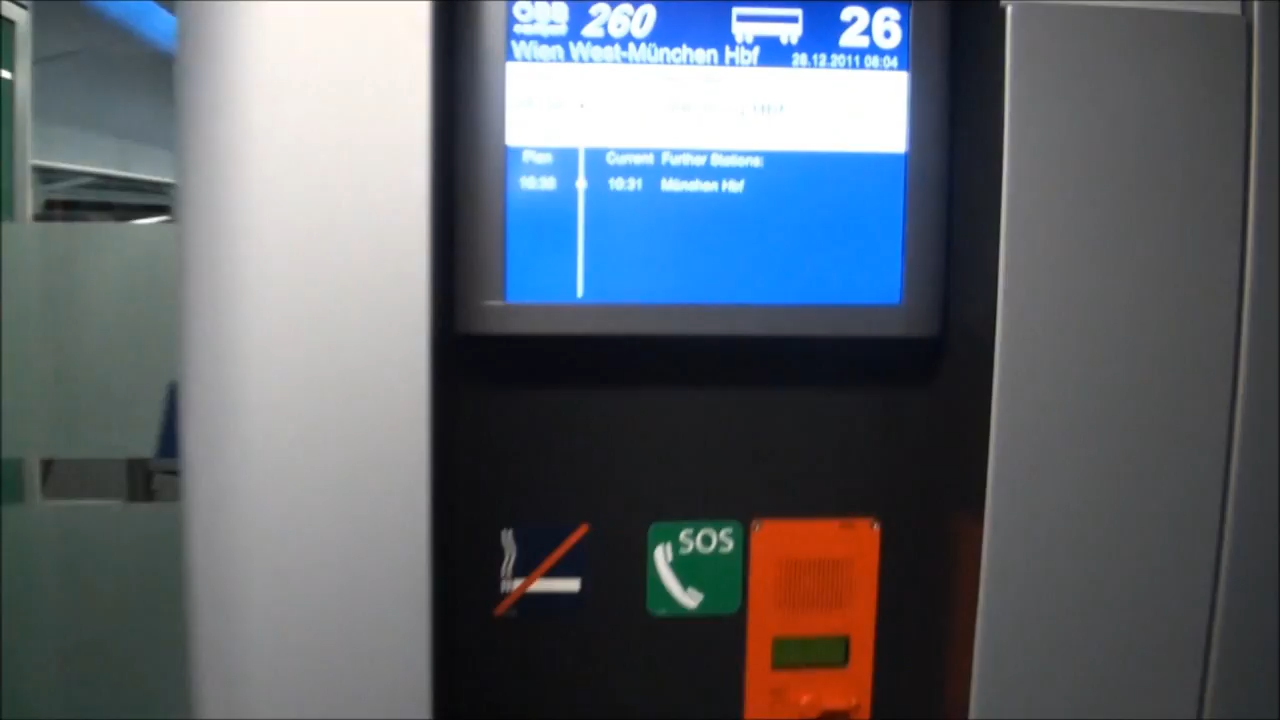 ÖBB 260 26
Wien West-München Hbf 28.12.2011 08:04
Plan Current Further Stations:
10:31 München Hbf
SOS